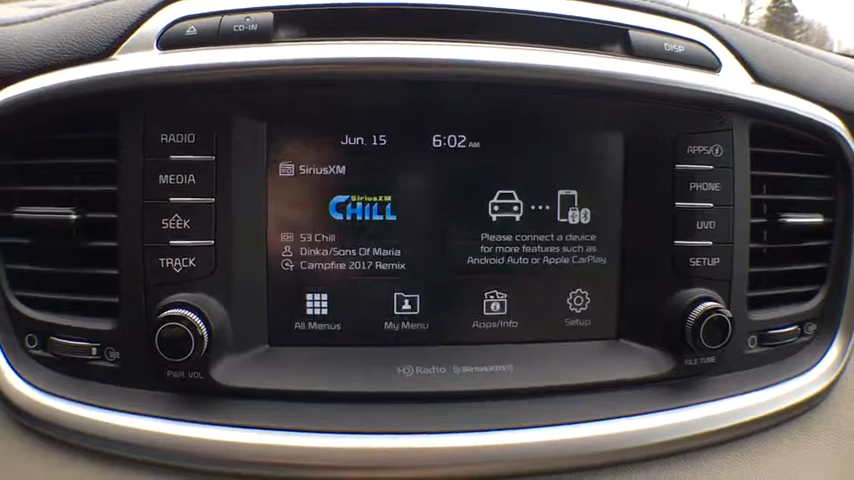 CD-IN
DISP
RADIO
MEDIA
SEEK
TRACK
PWR VOL
Jun. 15
6:02 AM
SiriusXM
SiriusXM
CHILL
53 Chill
Dinka/Sons Of Maria
Campfire 2017 Remix
Please connect a device
for more features such as
Android Auto or Apple CarPlay.
All Menus
My Menu
Apps/Info
Setup
HD Radio
((SiriusXM))
APPS/i
PHONE
UVO
SETUP
FILE TUNE